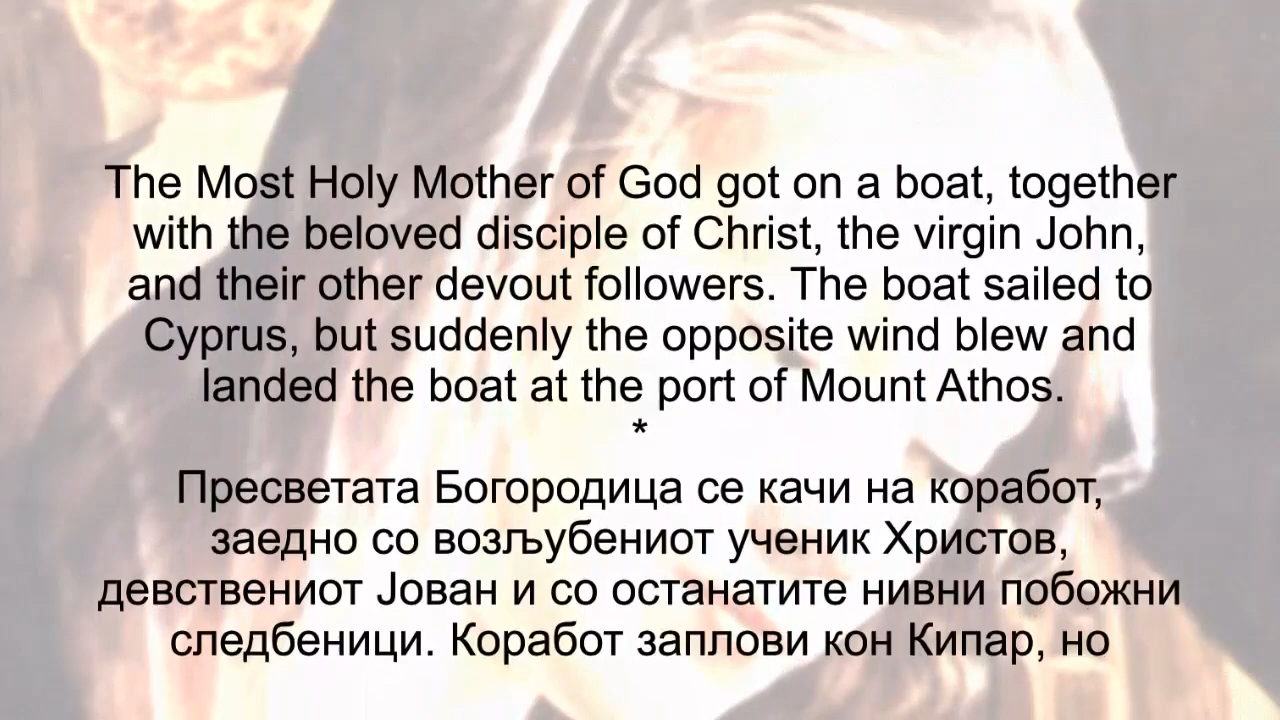 The Most Holy Mother of God got on a boat, together
with the beloved disciple of Christ, the virgin John,
and their other devout followers. The boat sailed to
Cyprus, but suddenly the opposite wind blew and
landed the boat at the port of Mount Athos.
*
Пресветата Богородица се качи на коработ,
заедно со возљубениот ученик Христов,
девствениот Јован и со останатите нивни побожни
следбеници. Коработ заплови кон Кипар, но